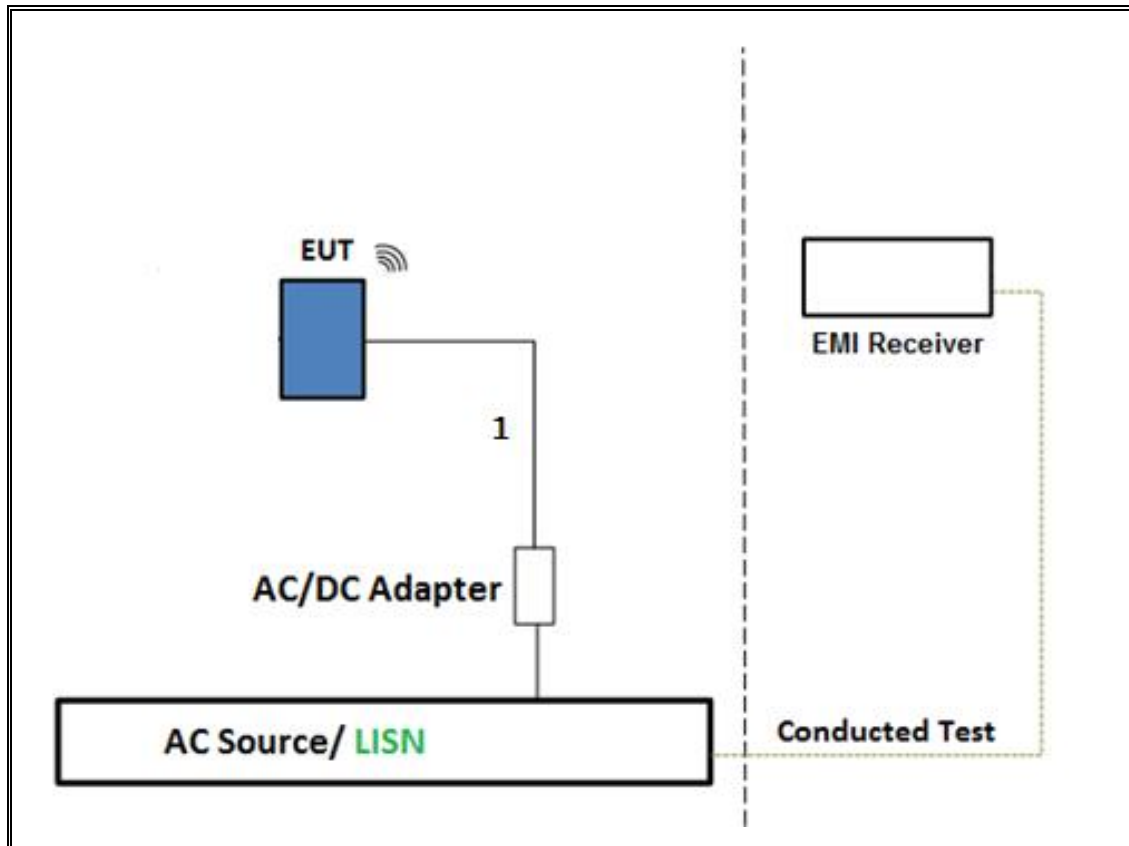 EUT
EMI Receiver
1
AC/DC Adapter
AC Source/ LISN
Conducted Test